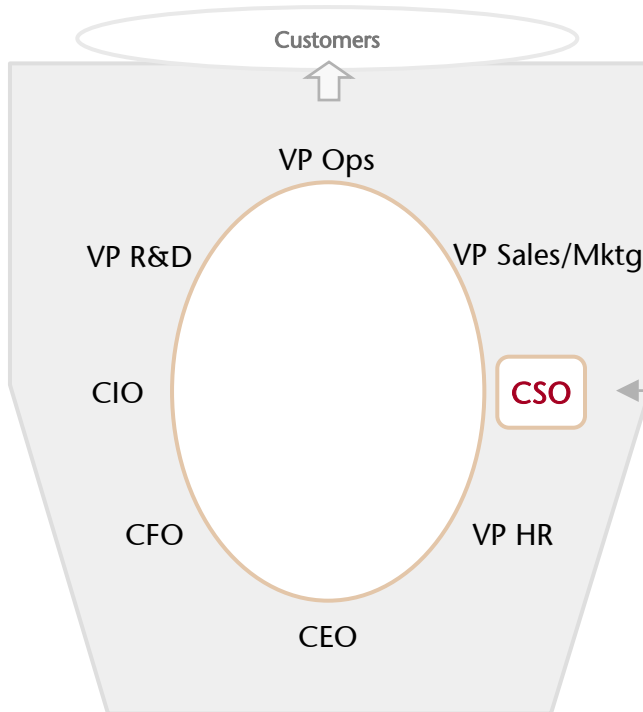 Customers
VP Ops
VP R&D
VP Sales/Mktg
CIO
CSO
CFO
VP HR
CEO